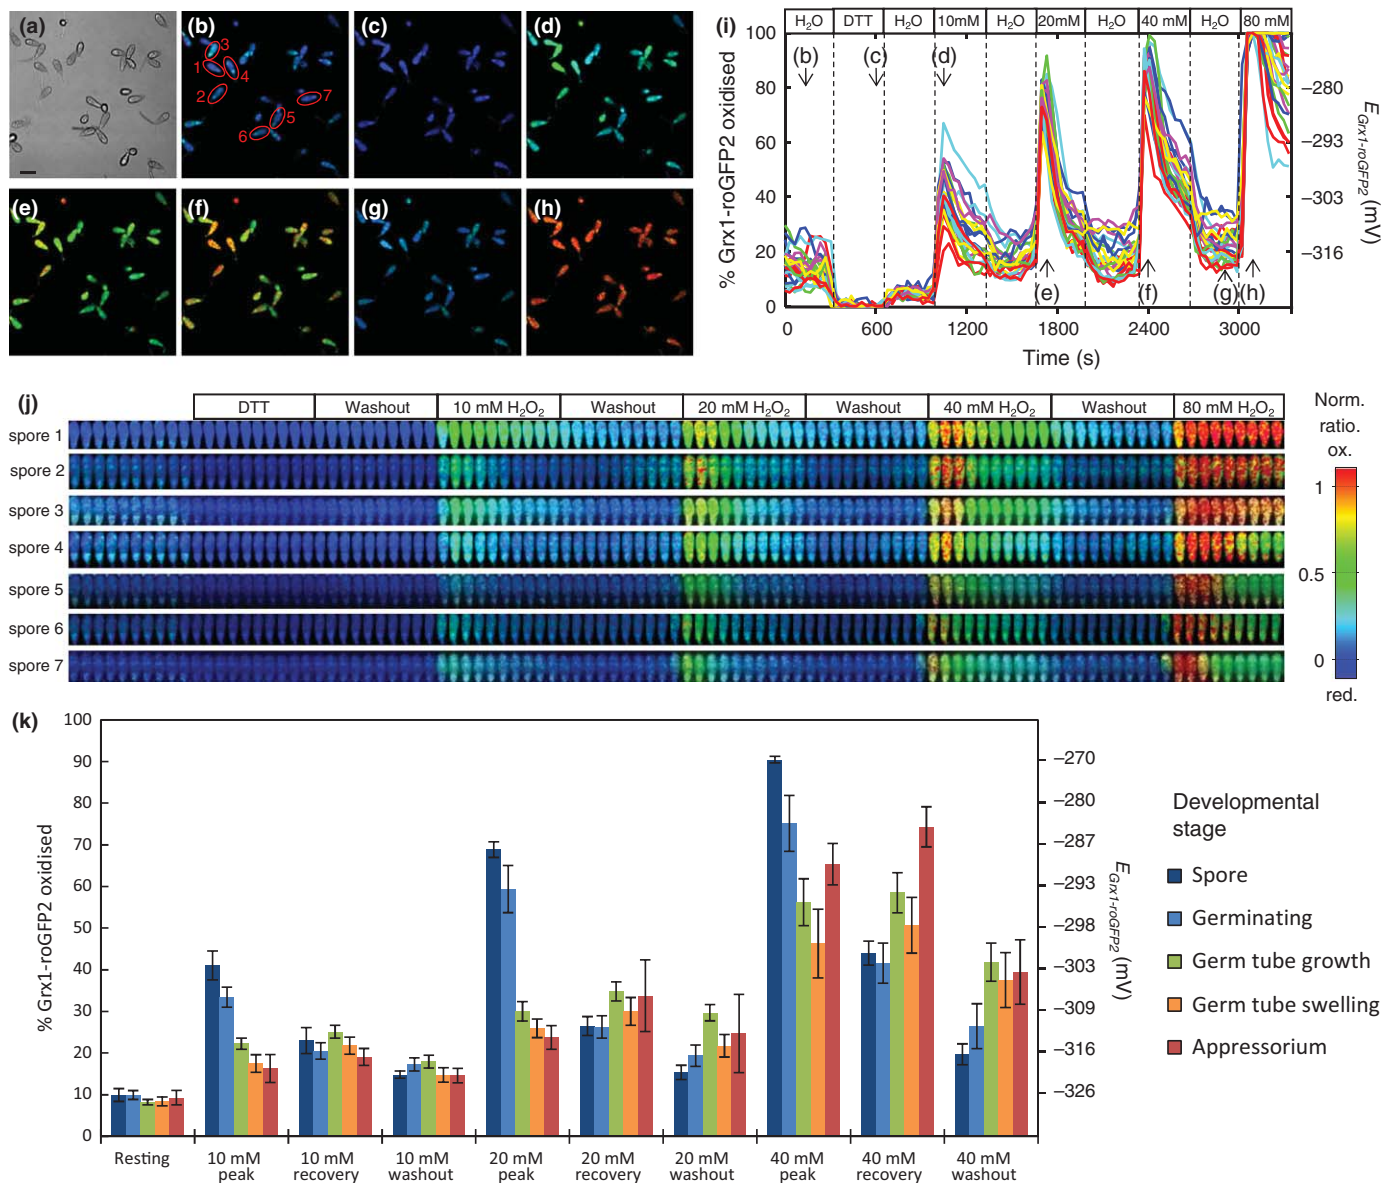 (a)
(b)
(c)
(d)
3
1
4
2
7
5
6
(e)
(f)
(g)
(h)
(i)
H₂O DTT H₂O 10mM H₂O 20mM H₂O 40 mM H₂O 80 mM
% Grx1-roGFP2 oxidised
100
80
60
40
20
0
(b) (c) (d)
(e) (f) (g) (h)
−280
−293
−303
−316
E Grx1-roGFP2 (mV)
0 600 1200 1800 2400 3000
Time (s)
(j)
DTT Washout 10 mM H₂O₂ Washout 20 mM H₂O₂ Washout 40 mM H₂O₂ Washout 80 mM H₂O₂
spore 1
spore 2
spore 3
spore 4
spore 5
spore 6
spore 7
Norm.
ratio.
ox.
1
0.5
0
red.
(k)
% Grx1-roGFP2 oxidised
100
90
80
70
60
50
40
30
20
10
0
−270
−280
−287
−293
−298
−303
−309
−316
−326
E Grx1-roGFP2 (mV)
Resting
10 mM peak
10 mM recovery
10 mM washout
20 mM peak
20 mM recovery
20 mM washout
40 mM peak
40 mM recovery
40 mM washout
Developmental
stage
Spore
Germinating
Germ tube growth
Germ tube swelling
Appressorium